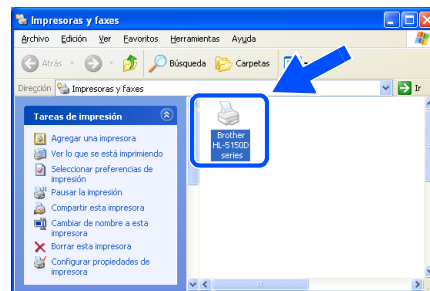 Impresoras y faxes
Archivo Edición Ver Favoritos Herramientas Ayuda
Atrás Búsqueda Carpetas
Dirección Impresoras y faxes Ir
Tareas de impresión
Agregar una impresora
Ver lo que se está imprimiendo
Seleccionar preferencias de
impresión
Pausar la impresión
Compartir esta impresora
Cambiar de nombre a esta
impresora
Borrar esta impresora
Configurar propiedades de
impresora
Brother
HL-5150D
series